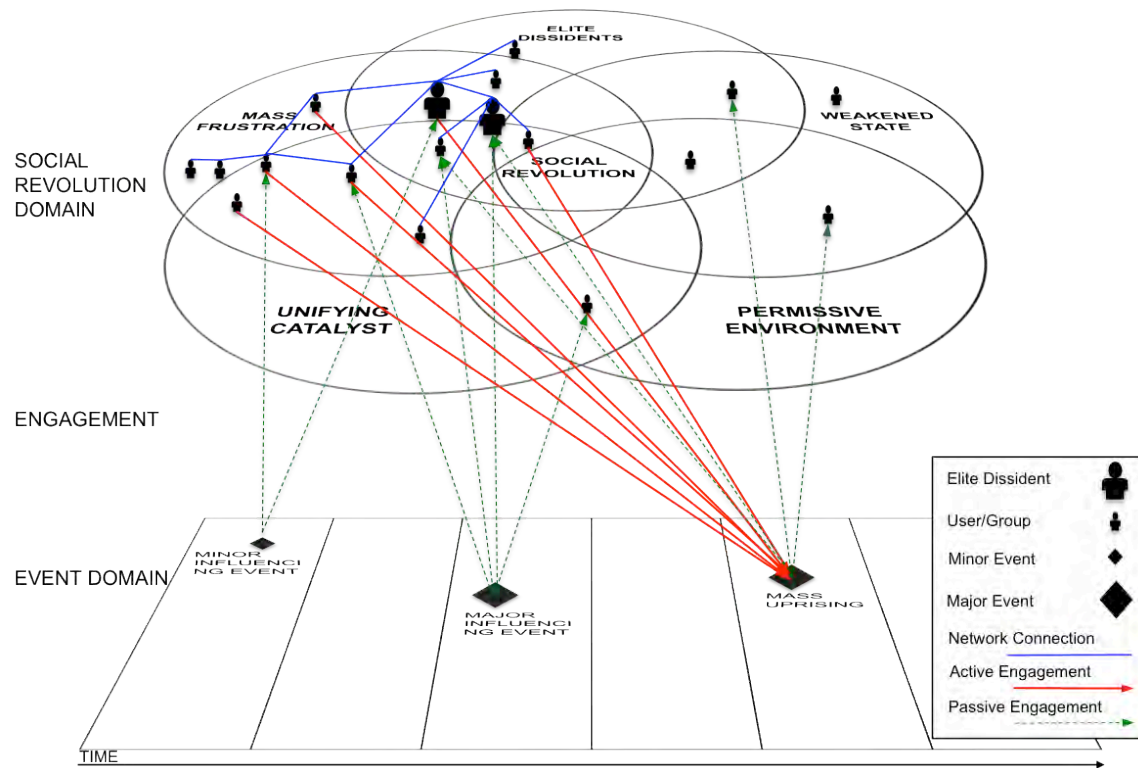 ELITE
DISSIDENTS
MASS
FRUSTRATION
WEAKENED
STATE
SOCIAL
REVOLUTION
DOMAIN
SOCIAL
REVOLUTION
UNIFYING
CATALYST
PERMISSIVE
ENVIRONMENT
ENGAGEMENT
EVENT DOMAIN
MINOR
INFLUENCI
NG EVENT
MAJOR
INFLUENCI
NG EVENT
MASS
UPRISING
TIME
Elite Dissident
User/Group
Minor Event
Major Event
Network Connection
Active Engagement
Passive Engagement